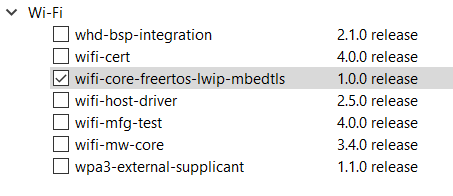 Wi-Fi
whd-bsp-integration 2.1.0 release
wifi-cert 4.0.0 release
wifi-core-freertos-lwip-mbedtls 1.0.0 release
wifi-host-driver 2.5.0 release
wifi-mfg-test 4.0.0 release
wifi-mw-core 3.4.0 release
wpa3-external-supplicant 1.1.0 release